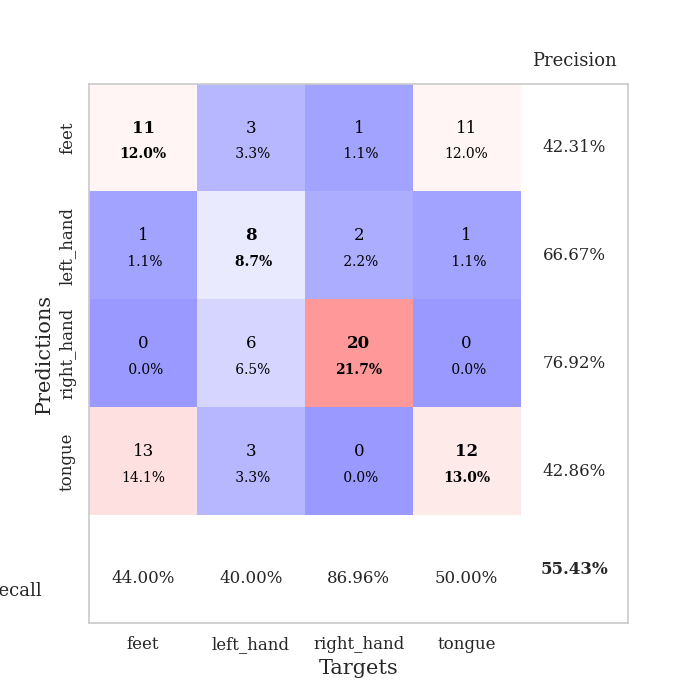 Precision
feet
11 3 1 11
12.0% 3.3% 1.1% 12.0%
42.31%
left_hand
1 8 2 1
1.1% 8.7% 2.2% 1.1%
66.67%
Predictions
right_hand
0 6 20 0
0.0% 6.5% 21.7% 0.0%
76.92%
tongue
13 3 0 12
14.1% 3.3% 0.0% 13.0%
42.86%
ecall
44.00% 40.00% 86.96% 50.00% 55.43%
feet left_hand right_hand tongue
Targets